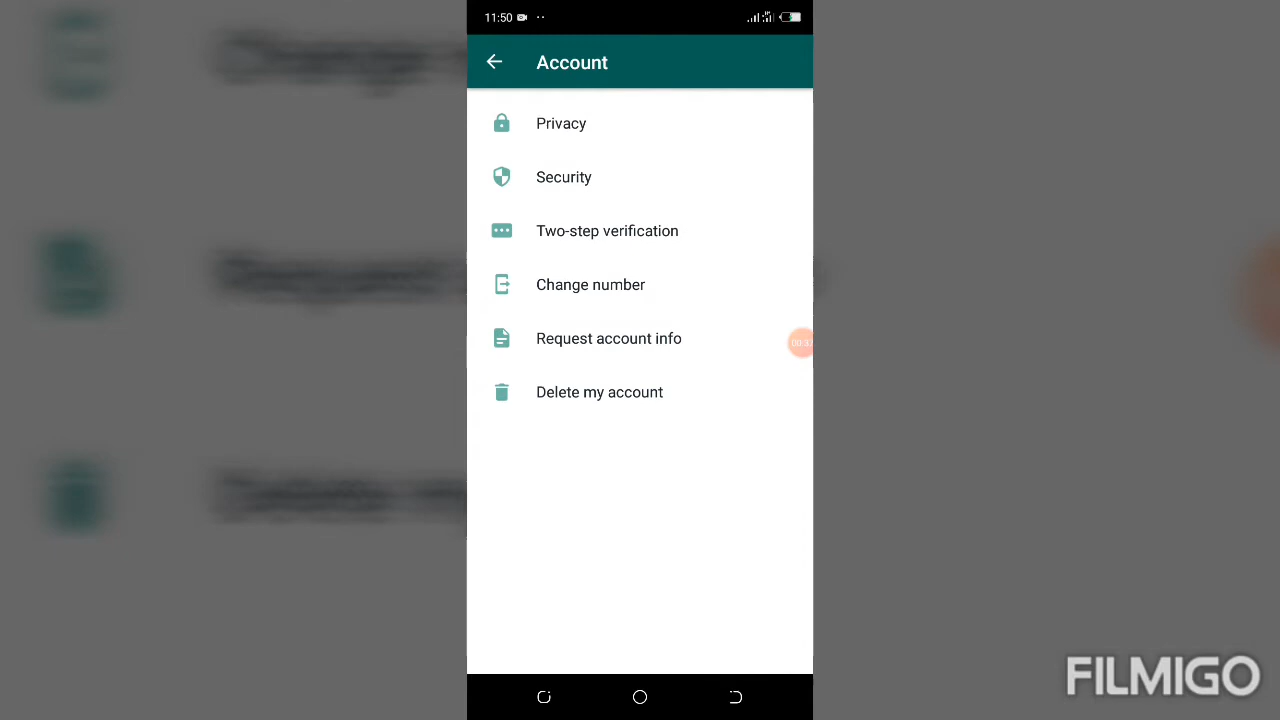 11:50
Account
Privacy
Security
Two-step verification
Change number
Request account info
Delete my account
FILMIGO